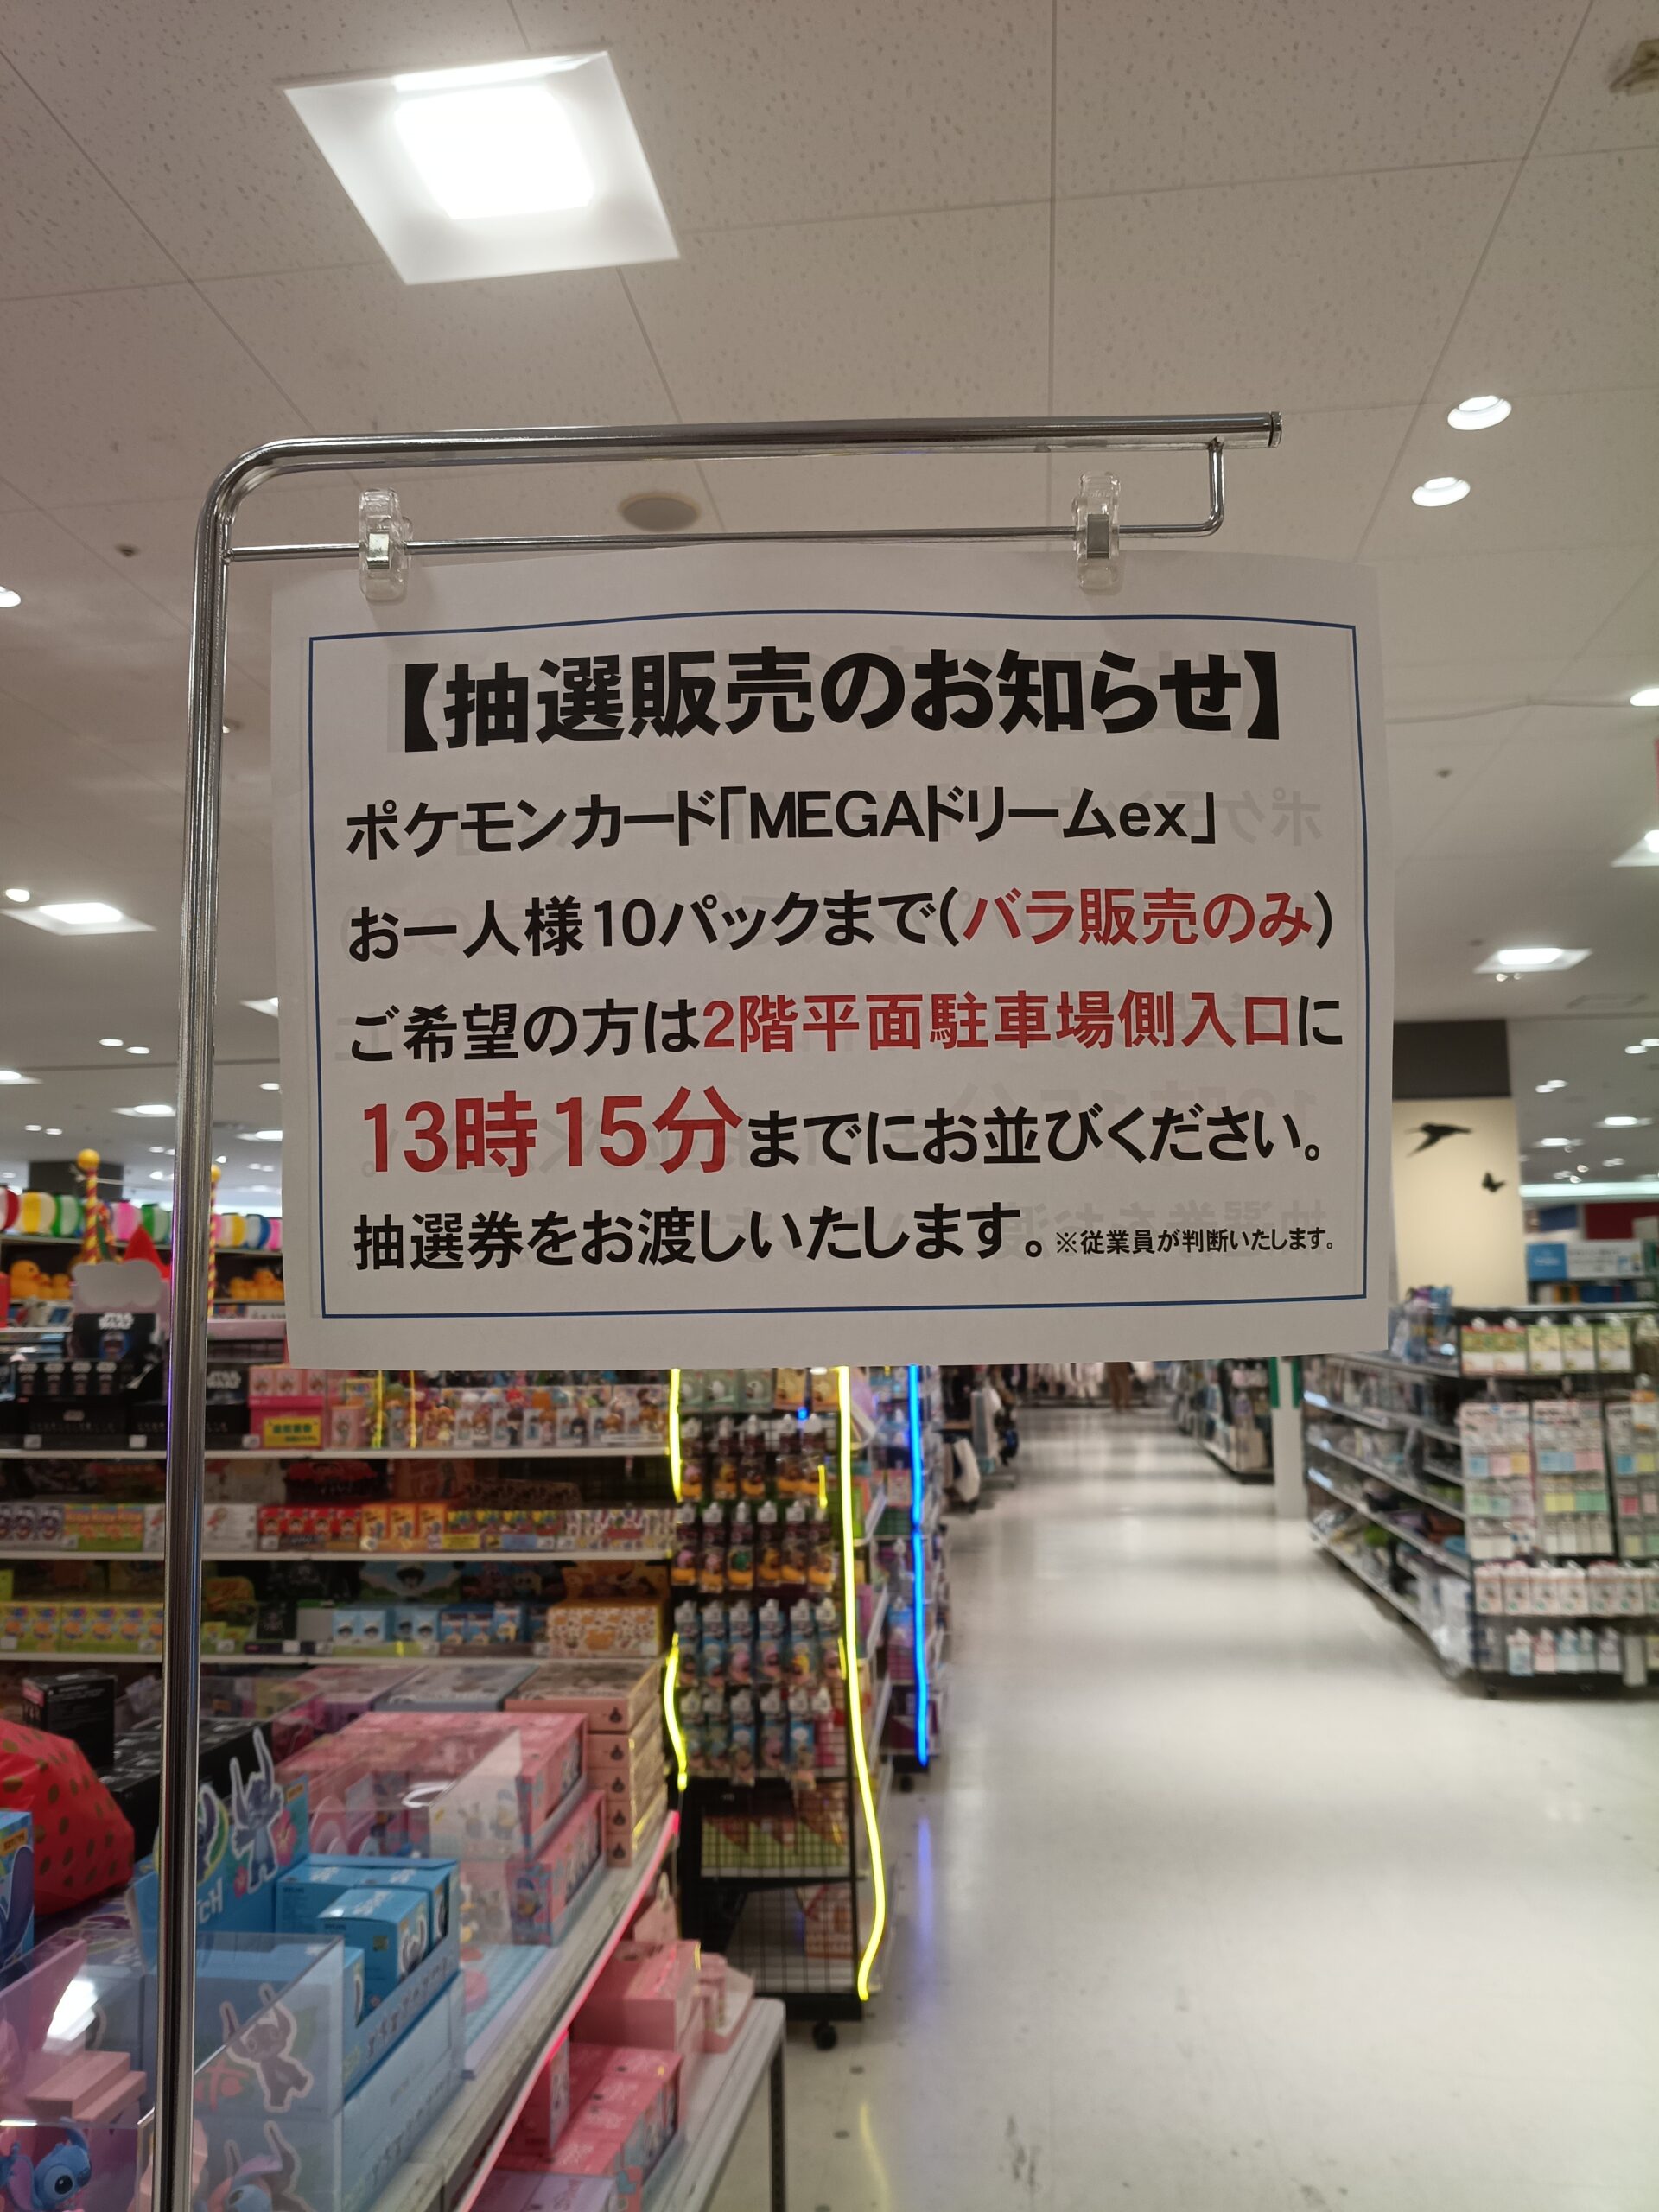 【抽選販売のお知らせ】
ポケモンカード「MEGAドリームex」
お一人様10パックまで(バラ販売のみ)
ご希望の方は2階平面駐車場側入口に
13時15分までにお並びください。
抽選券をお渡しいたします。※従業員が判断いたします。